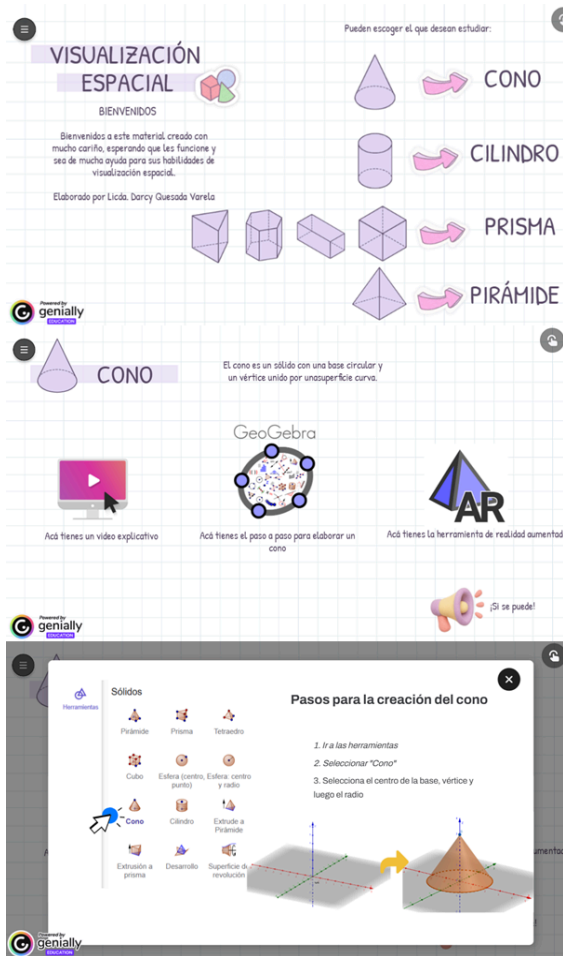 VISUALIZACIÓN
ESPACIAL
BIENVENIDOS
Bienvenidos a este material creado con
mucho cariño, esperando que les funcione y
sea de mucha ayuda para sus habilidades de
visualización espacial.
Elaborado por Licda. Darcy Quesada Varela
Pueden escoger el que desean estudiar:
CONO
CILINDRO
PRISMA
PIRÁMIDE
Powered by
genially
EDUCATION
CONO
El cono es un sólido con una base circular y
un vértice unido por unasuperficie curva.
GeoGebra
AR
Acá tienes un video explicativo
Acá tienes el paso a paso para elaborar un
cono
Acá tienes la herramienta de realidad aumentad
¡Si se puede!
Powered by
genially
EDUCATION
Herramientas
Sólidos
Pirámide
Prisma
Tetraedro
Cubo
Esfera (centro,
punto)
Esfera: centro
y radio
Cono
Cilindro
Extrude a
Pirámide
Extrusión a
prisma
Desarrollo
Superficie de
revolución
Pasos para la creación del cono
1. Ir a las herramientas
2. Seleccionar "Cono"
3. Selecciona el centro de la base, vértice y
luego el radio
A
umentad
!
Powered by
genially
EDUCATION